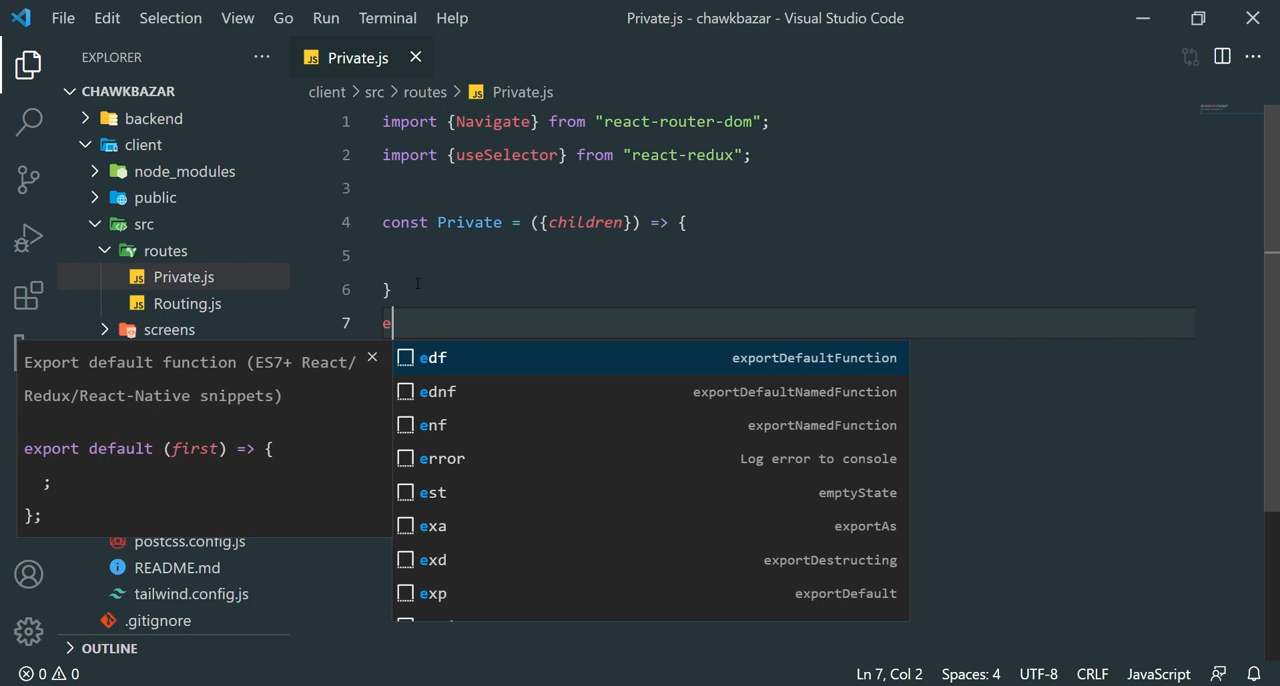 File Edit Selection View Go Run Terminal Help
Private.js - chawkbazar - Visual Studio Code
EXPLORER
JS Private.js
CHAWKBAZAR
client > src > routes > JS Private.js
backend
client
node_modules
public
src
routes
JS Private.js
JS Routing.js
screens
1 import {Navigate} from "react-router-dom";
2 import {useSelector} from "react-redux";
3
4 const Private = ({children}) => {
5
6 }
7 e
Export default function (ES7+ React/
Redux/React-Native snippets)
export default (first) => {
;
};
edf exportDefaultFunction
ednf exportDefaultNamedFunction
enf exportNamedFunction
error Log error to console
est emptyState
exa exportAs
exd exportDestructing
exp exportDefault
postcss.config.js
README.md
tailwind.config.js
.gitignore
OUTLINE
0 0
Ln 7, Col 2 Spaces: 4 UTF-8 CRLF JavaScript